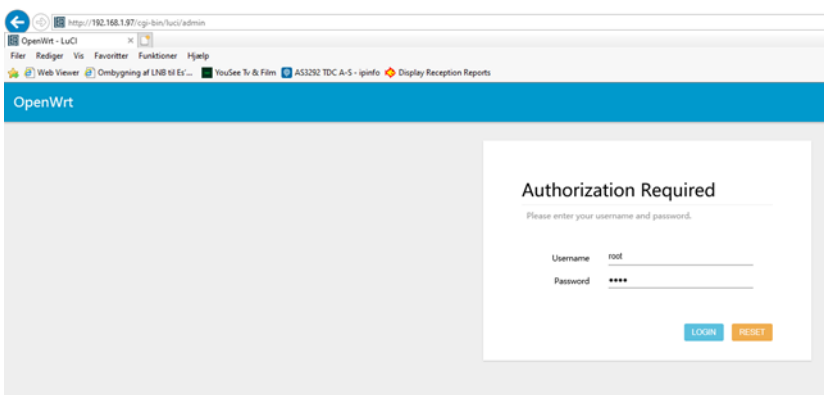 http://192.168.1.97/cgi-bin/luci/admin
OpenWrt - LuCI
Filer Rediger Vis Favoritter Funktioner Hjælp
Web Viewer Ombygning af LNB til Es'... YouSee Tv & Film AS3292 TDC A-S - ipinfo Display Reception Reports
OpenWrt
Authorization Required
Please enter your username and password.
Username root
Password ••••
LOGIN RESET